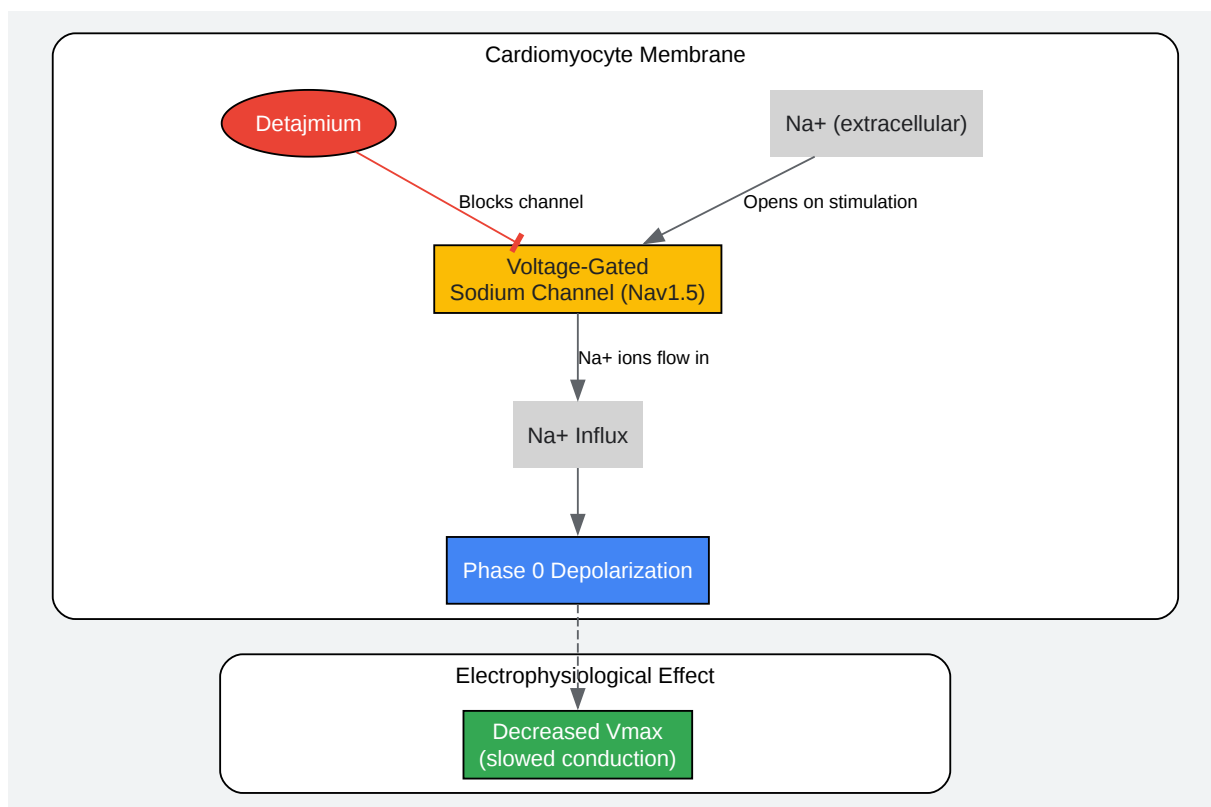 Cardiomyocyte Membrane
Detajmium
Na+ (extracellular)
Blocks channel
Opens on stimulation
Voltage-Gated
Sodium Channel (Nav1.5)
Na+ ions flow in
Na+ Influx
Phase 0 Depolarization
Electrophysiological Effect
Decreased Vmax
(slowed conduction)